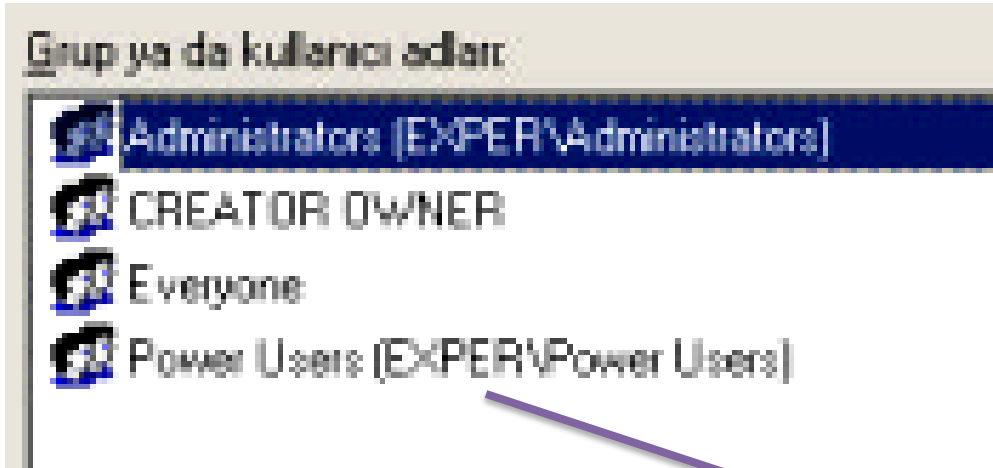 Grup ya da kullanıcı adları:
Administrators (EXPER\Administrators)
CREATOR OWNER
Everyone
Power Users (EXPER\Power Users)